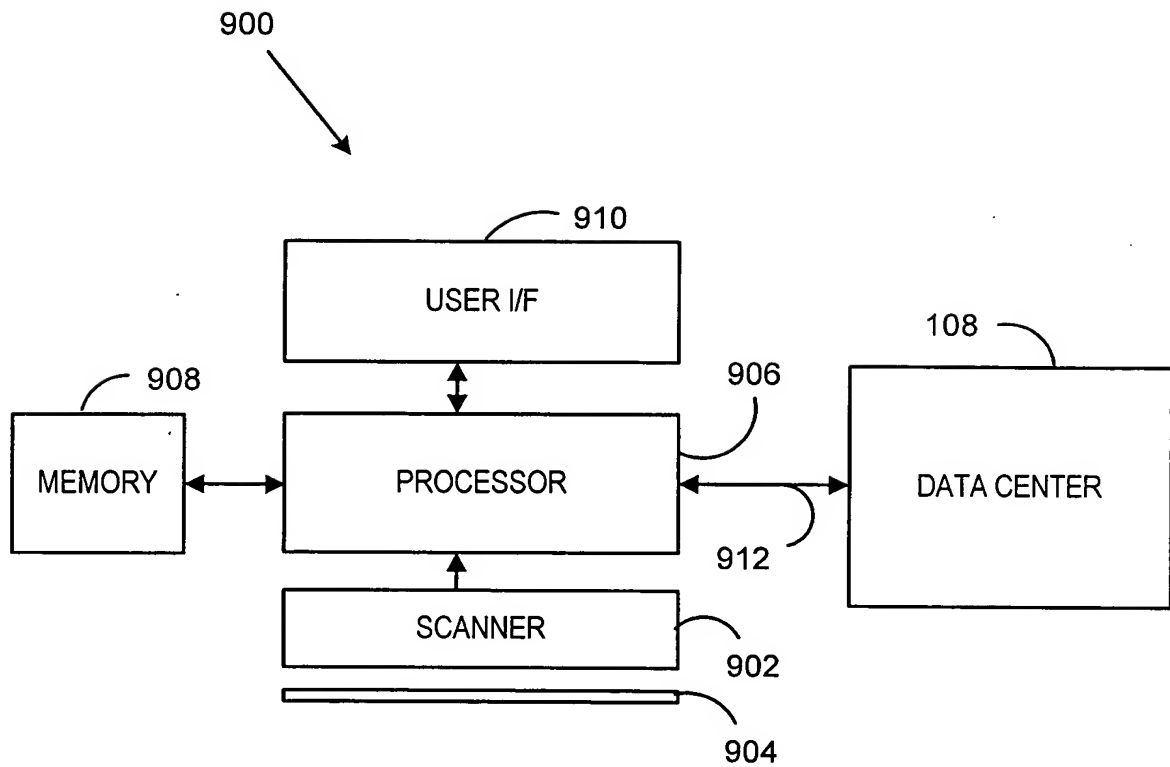 900
910
USER I/F
108
908
906
MEMORY
PROCESSOR
DATA CENTER
912
SCANNER
902
904